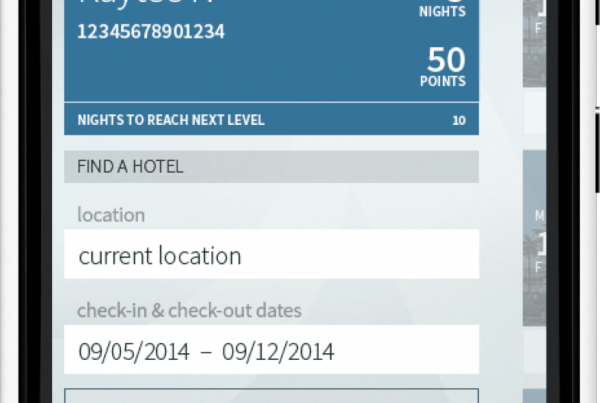 12345678901234
NIGHTS
50
POINTS
NIGHTS TO REACH NEXT LEVEL 10
FIND A HOTEL
location
current location
check-in & check-out dates
09/05/2014 – 09/12/2014